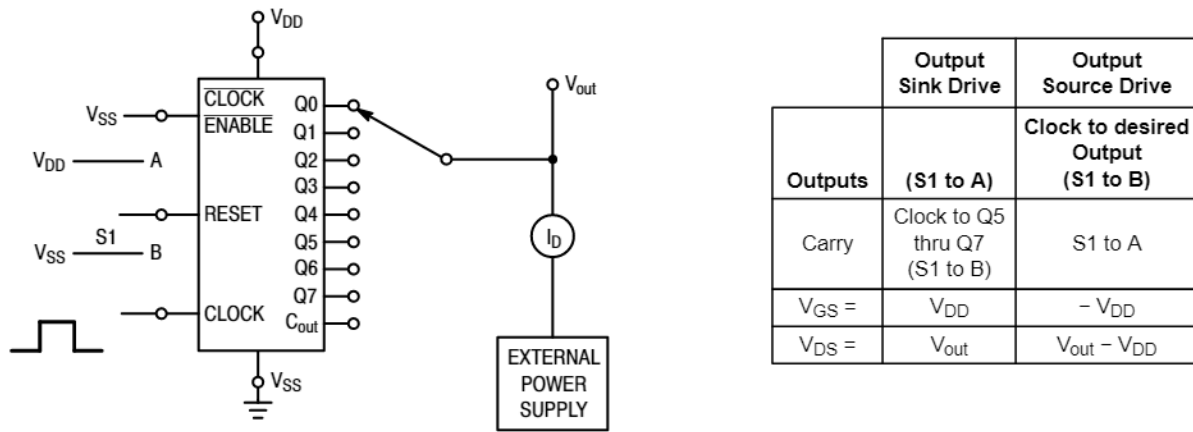 V_DD
CLOCK
ENABLE
V_SS
V_DD A
RESET
S1
V_SS B
CLOCK
Q0
Q1
Q2
Q3
Q4
Q5
Q6
Q7
C_out
V_SS
V_out
I_D
EXTERNAL
POWER
SUPPLY
Output
Sink Drive
Output
Source Drive
Outputs
(S1 to A)
Clock to desired
Output
(S1 to B)
Carry
Clock to Q5
thru Q7
(S1 to B)
S1 to A
V_GS =
V_DD
– V_DD
V_DS =
V_out
V_out – V_DD